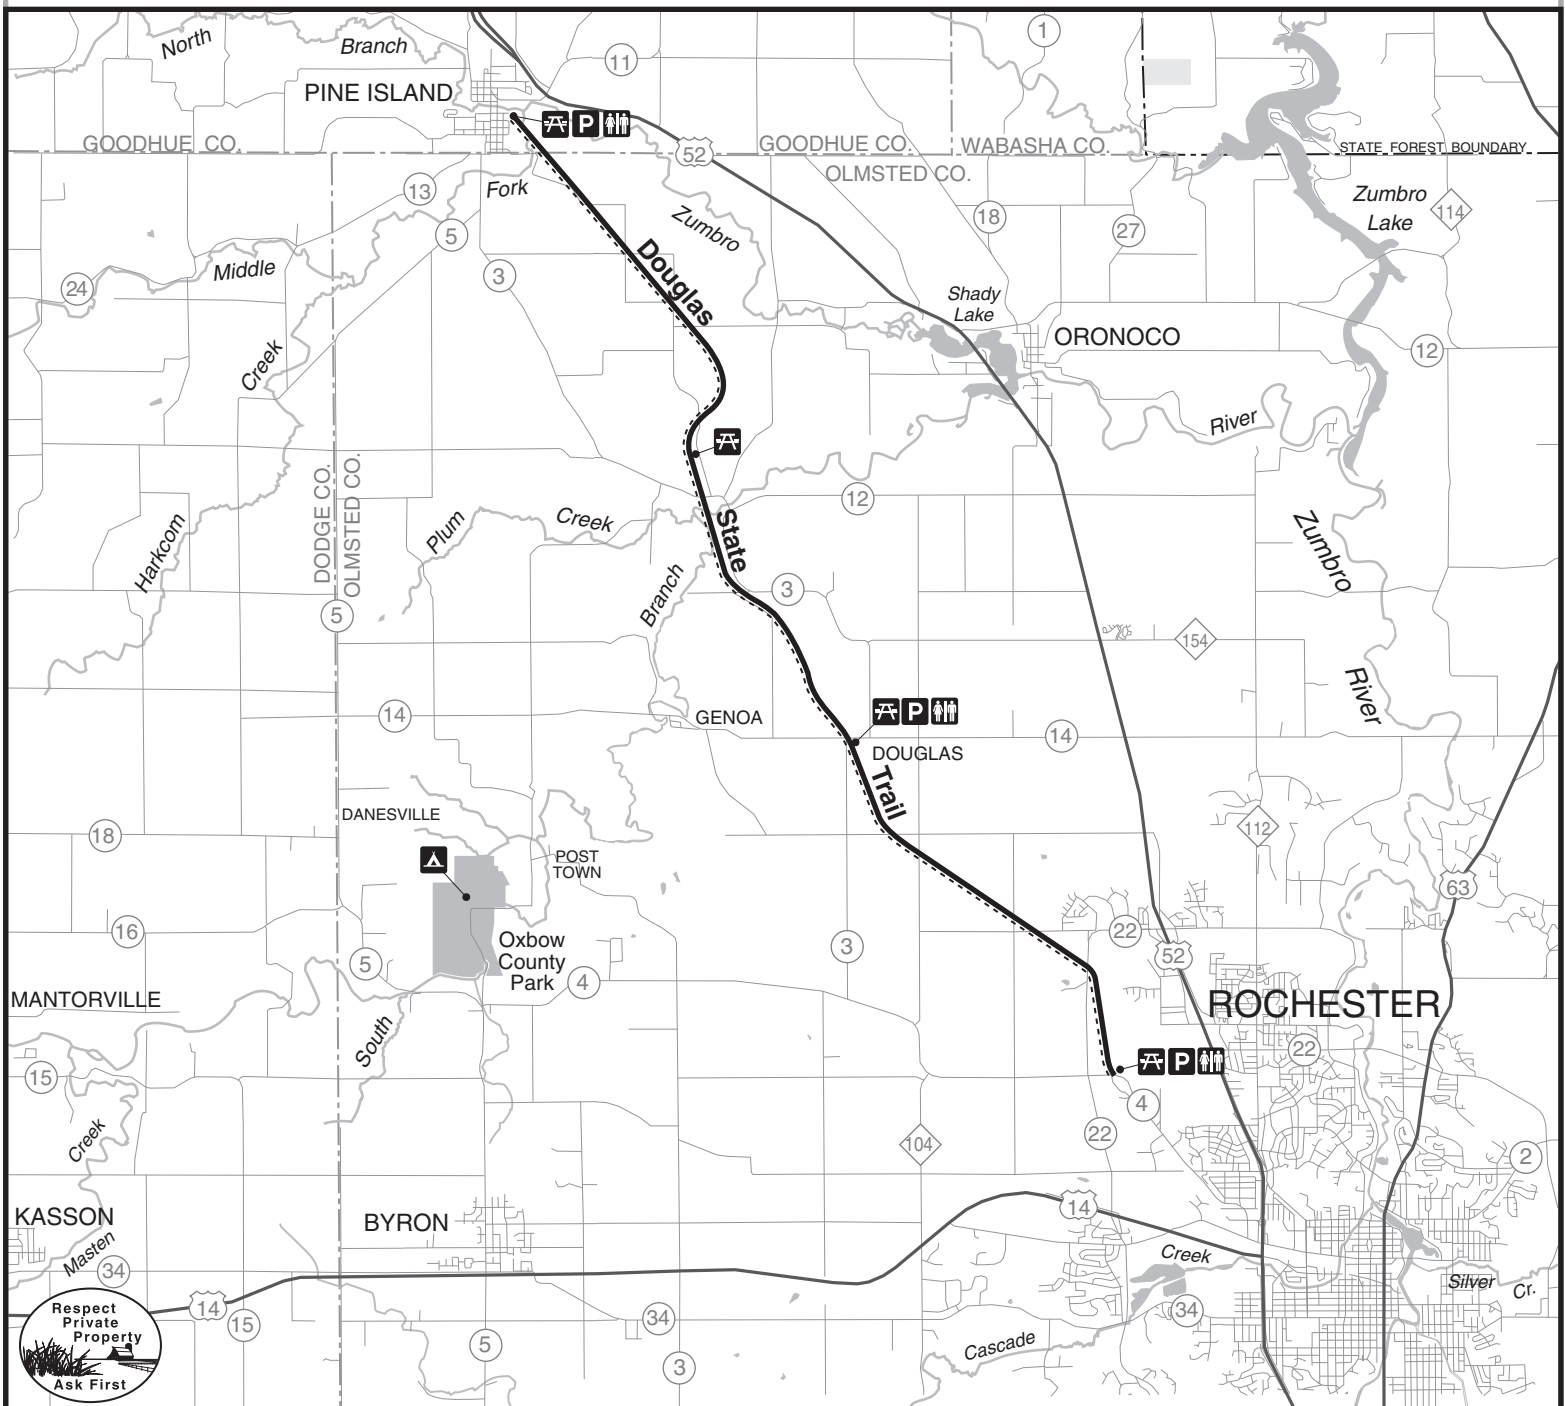 North
Branch
1
11
PINE ISLAND
P
GOODHUE CO.
52
GOODHUE CO.
WABASHA CO.
STATE FOREST BOUNDARY
OLMSTED CO.
13
Fork
Zumbro
Lake
114
18
27
5
Zumbro
Middle
3
24
Douglas
Shady
Lake
ORONOCO
12
Creek
River
DODGE CO.
OLMSTED CO.
12
Plum
Creek
State
Harkcom
Zumbro
Branch
3
5
154
River
14
GENOA
P
14
DOUGLAS
Trail
DANESVILLE
18
112
POST
TOWN
63
16
22
3
Oxbow
County
Park
5
52
4
MANTORVILLE
ROCHESTER
South
22
15
P
4
22
Creek
104
2
KASSON
BYRON
14
Masten
34
Creek
Silver
Cr.
14
15
34
34
Cascade
5
3
Respect
Private
Property
Ask First